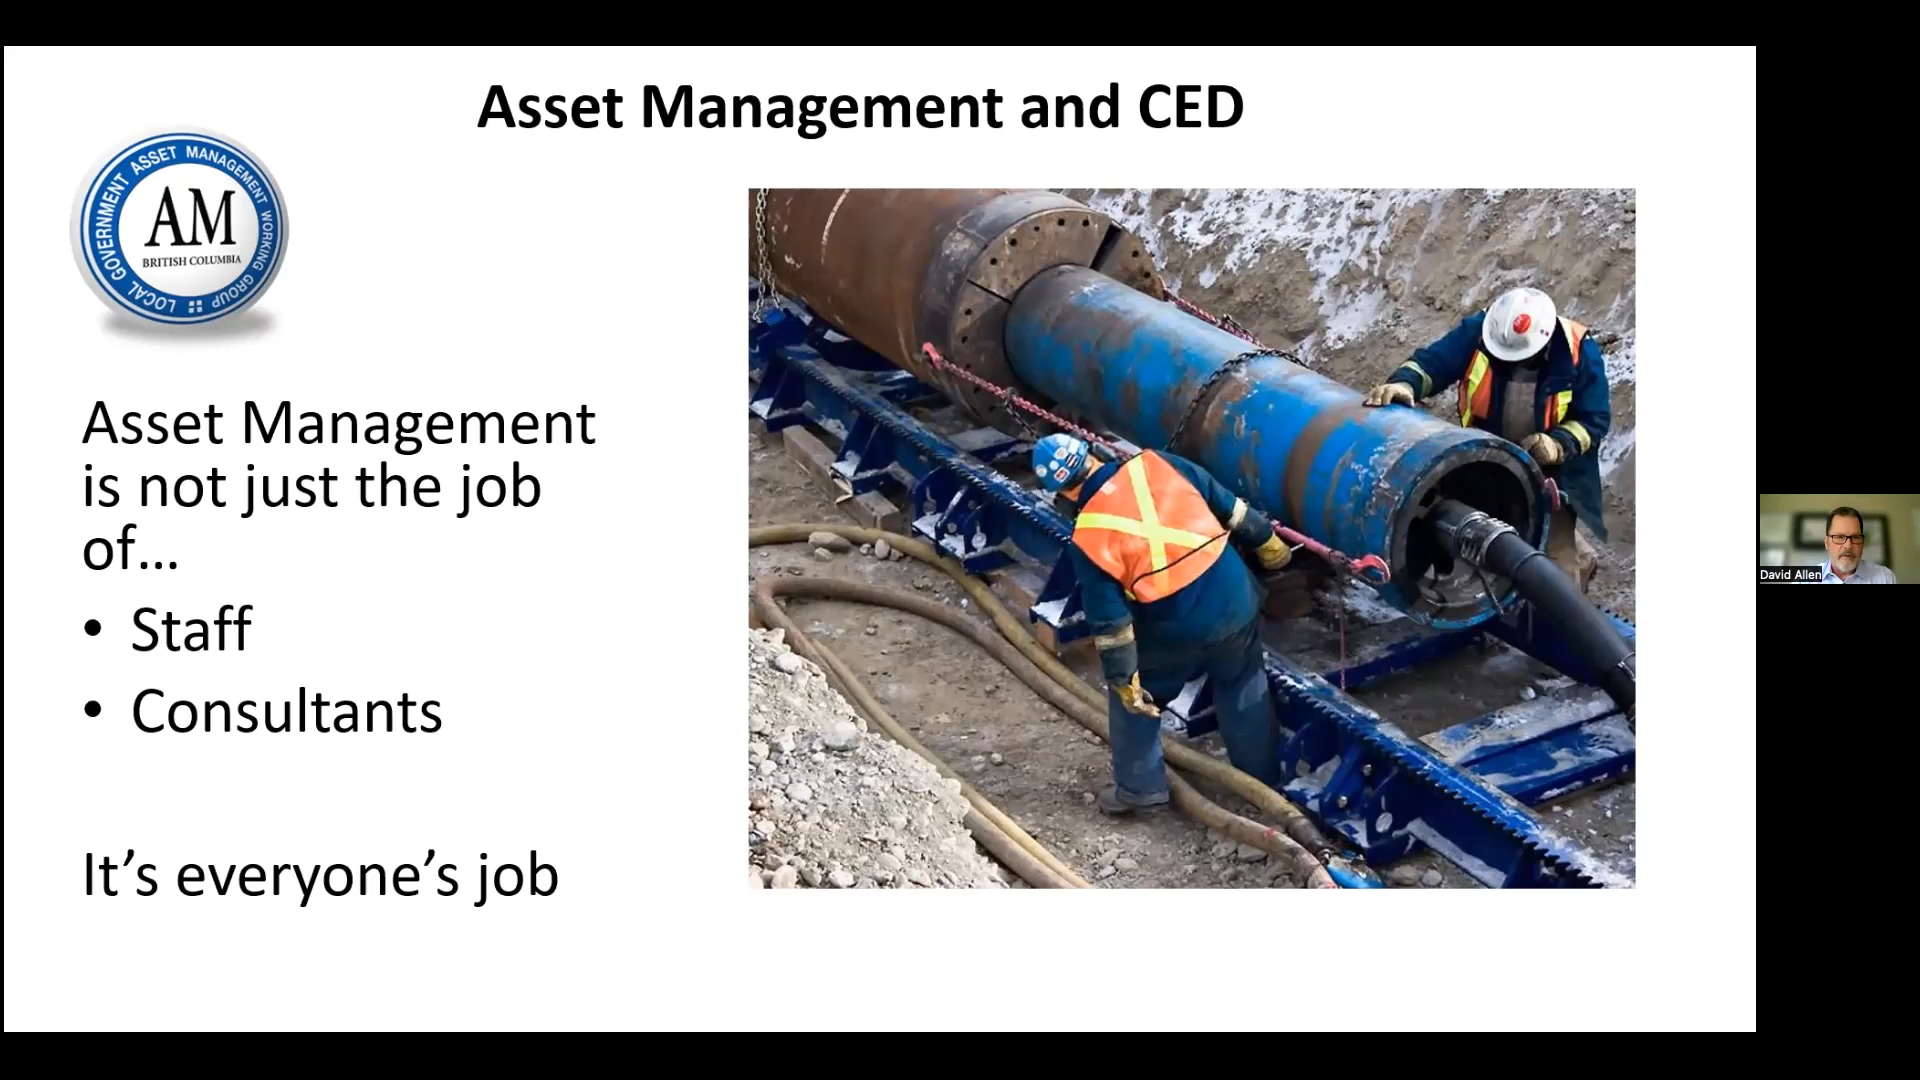 Asset Management and CED
LOCAL GOVERNMENT ASSET MANAGEMENT WORKING GROUP
AM
BRITISH COLUMBIA
Asset Management
is not just the job
of...
• Staff
• Consultants
It’s everyone’s job
David Allen